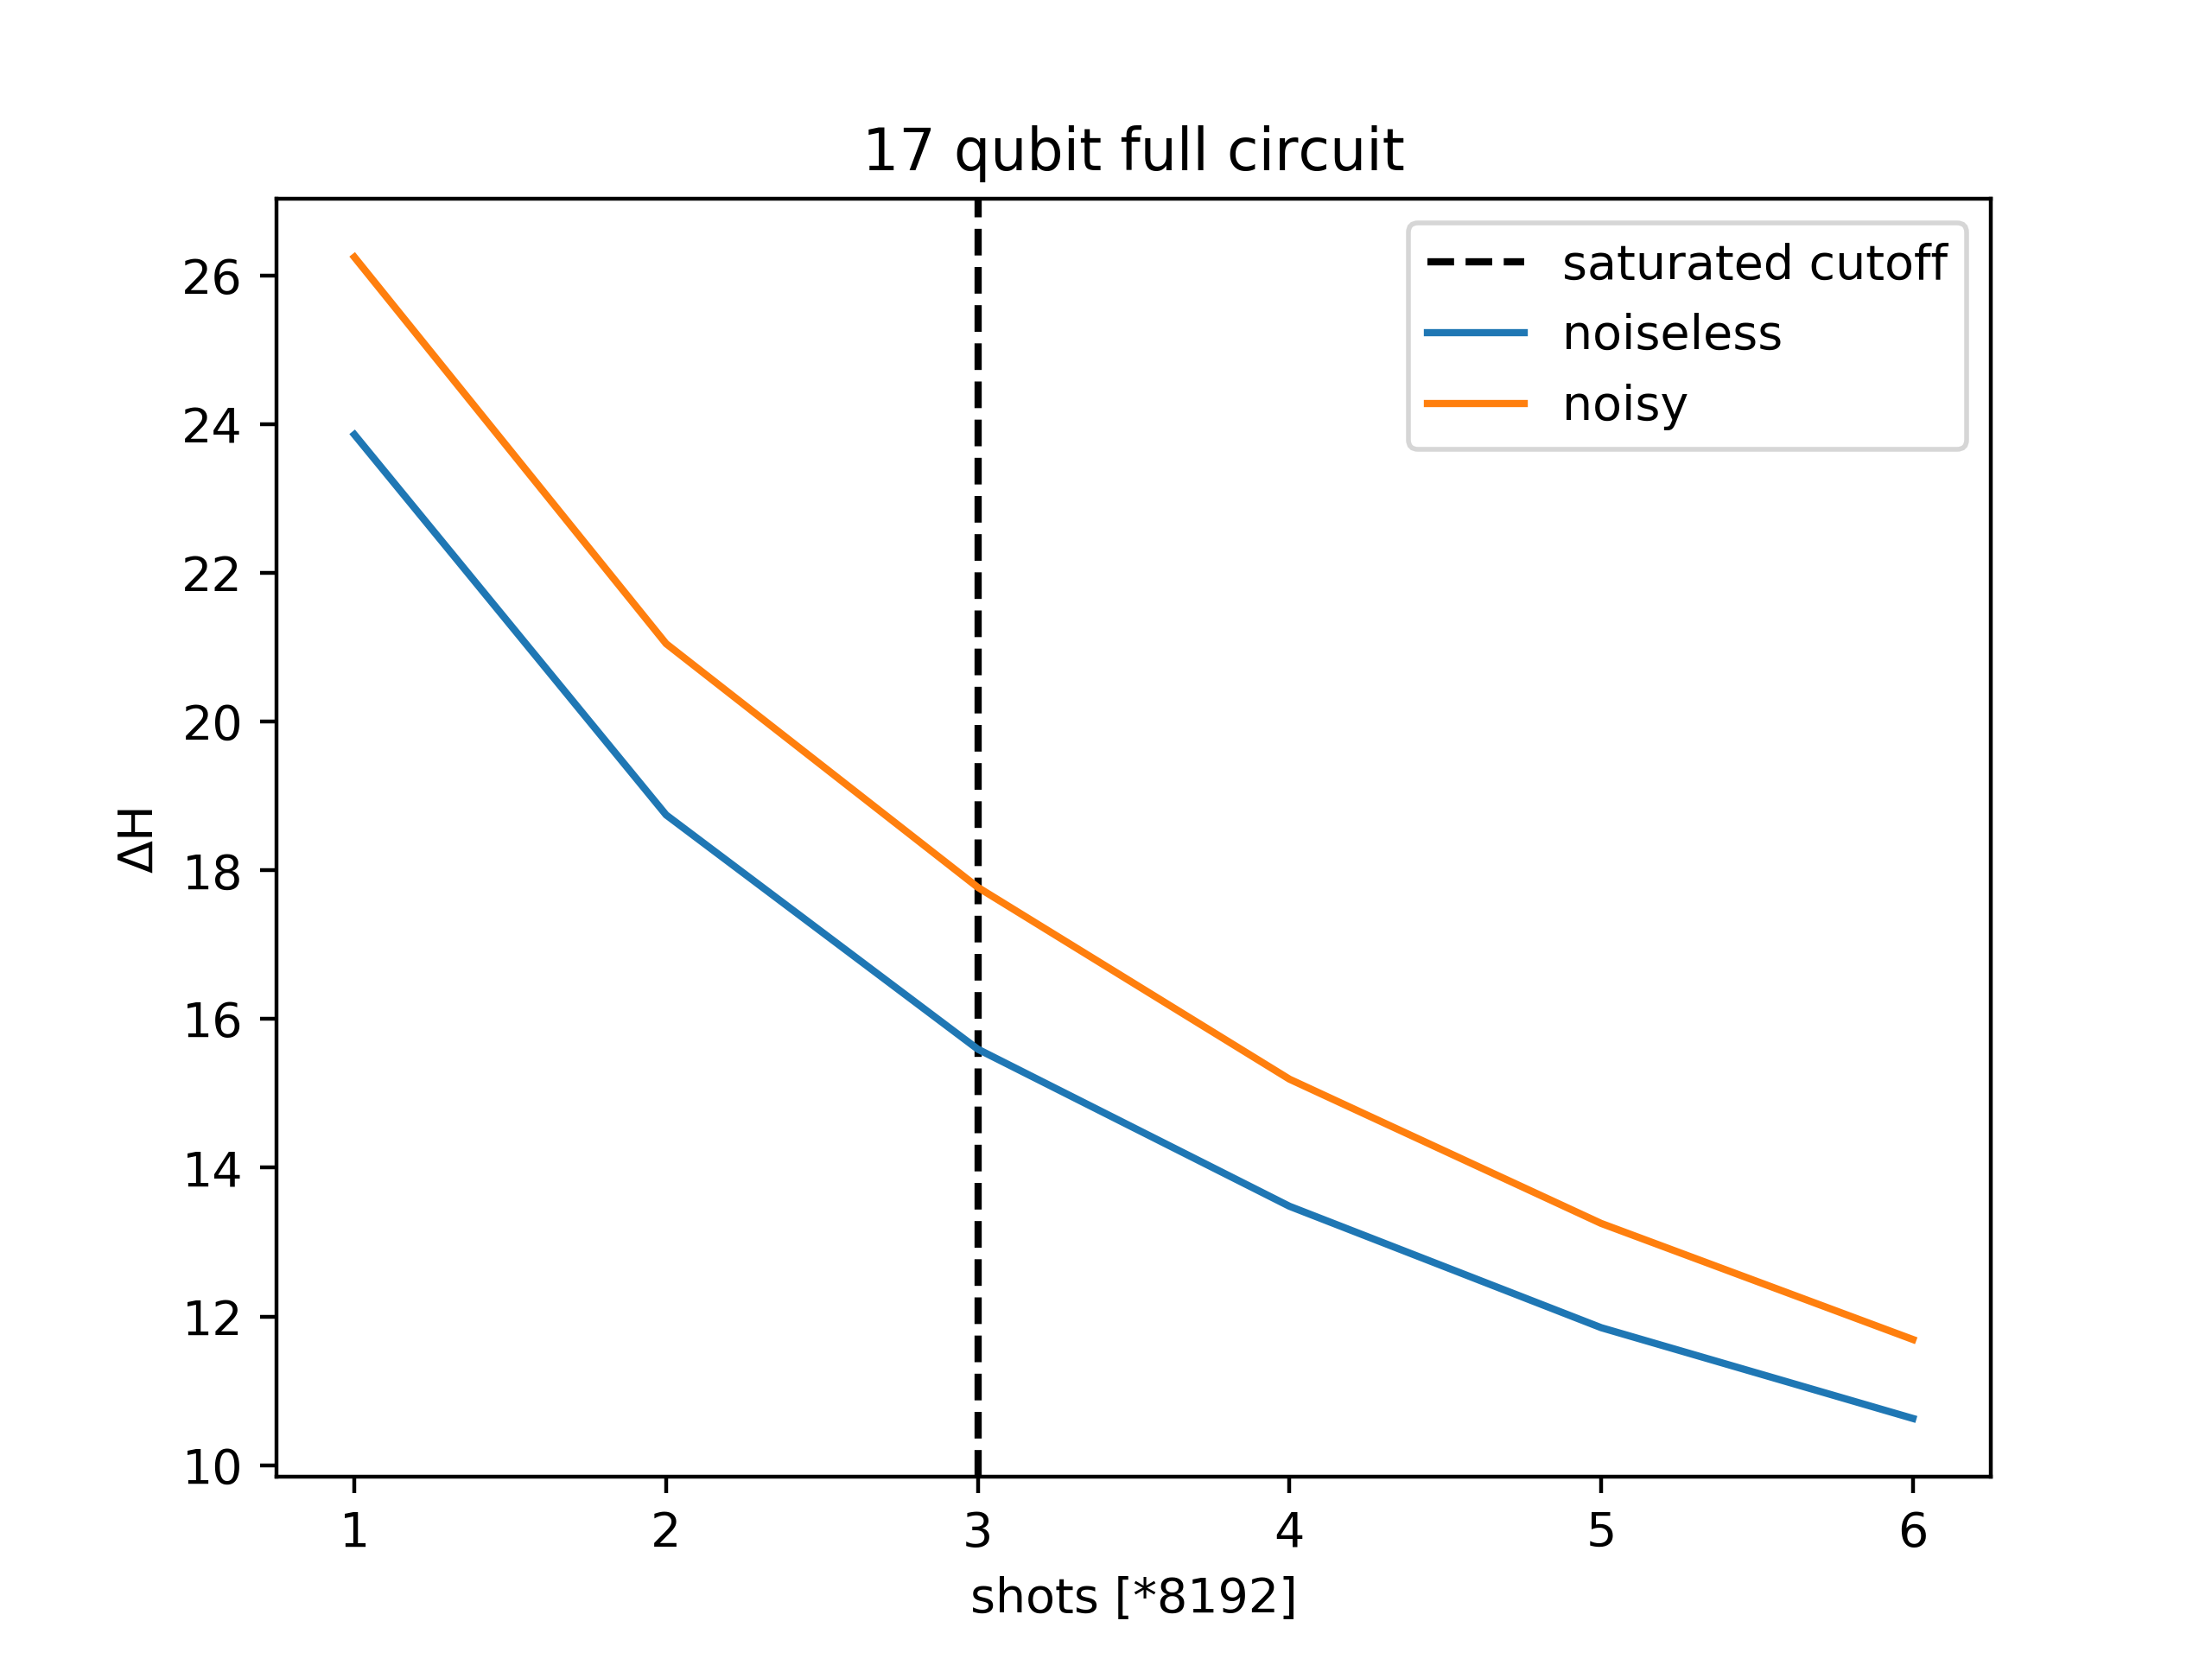 17 qubit full circuit
saturated cutoff
noiseless
noisy
ΔH
26
24
22
20
18
16
14
12
10
1 2 3 4 5 6
shots [*8192]